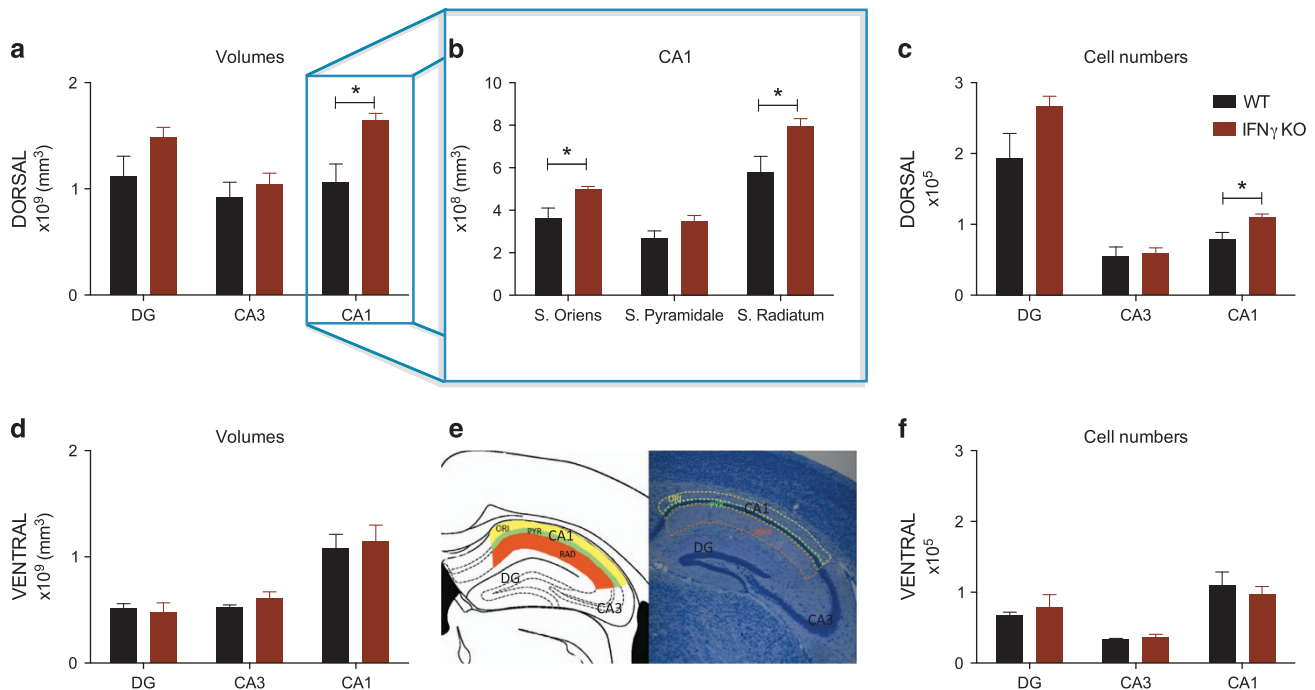 a
Volumes
DORSAL
x10⁹ (mm³)
2
1
0
*
DG
CA3
CA1
b
CA1
x10⁸ (mm³)
10
8
6
4
2
0
*
*
S. Oriens
S. Pyramidale
S. Radiatum
c
Cell numbers
DORSAL
x10⁵
3
2
1
0
WT
IFNγ KO
*
DG
CA3
CA1
d
Volumes
VENTRAL
x10⁹ (mm³)
2
1
0
DG
CA3
CA1
e
ORI
PYR
CA1
RAD
DG
CA3
ORI
PYR
CA1
DG
CA3
f
Cell numbers
VENTRAL
x10⁵
3
2
1
0
DG
CA3
CA1